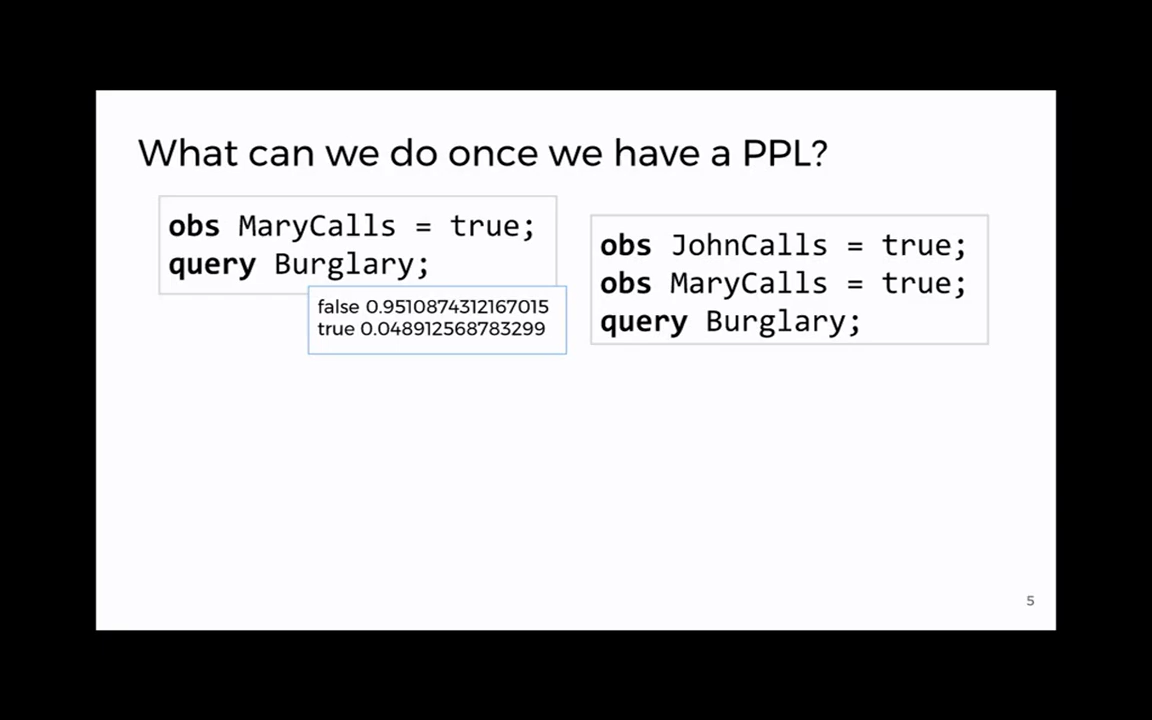 What can we do once we have a PPL?
obs MaryCalls = true;
query Burglary;
false 0.9510874312167015
true 0.048912568783299
obs JohnCalls = true;
obs MaryCalls = true;
query Burglary;
5